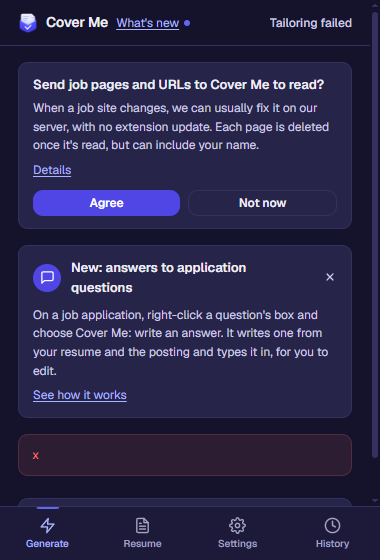 Cover Me What's new Tailoring failed
Send job pages and URLs to Cover Me to read?
When a job site changes, we can usually fix it on our
server, with no extension update. Each page is deleted
once it's read, but can include your name.
Details
Agree Not now
New: answers to application
questions
On a job application, right-click a question's box and
choose Cover Me: write an answer. It writes one from
your resume and the posting and types it in, for you to
edit.
See how it works
x
Generate Resume Settings History